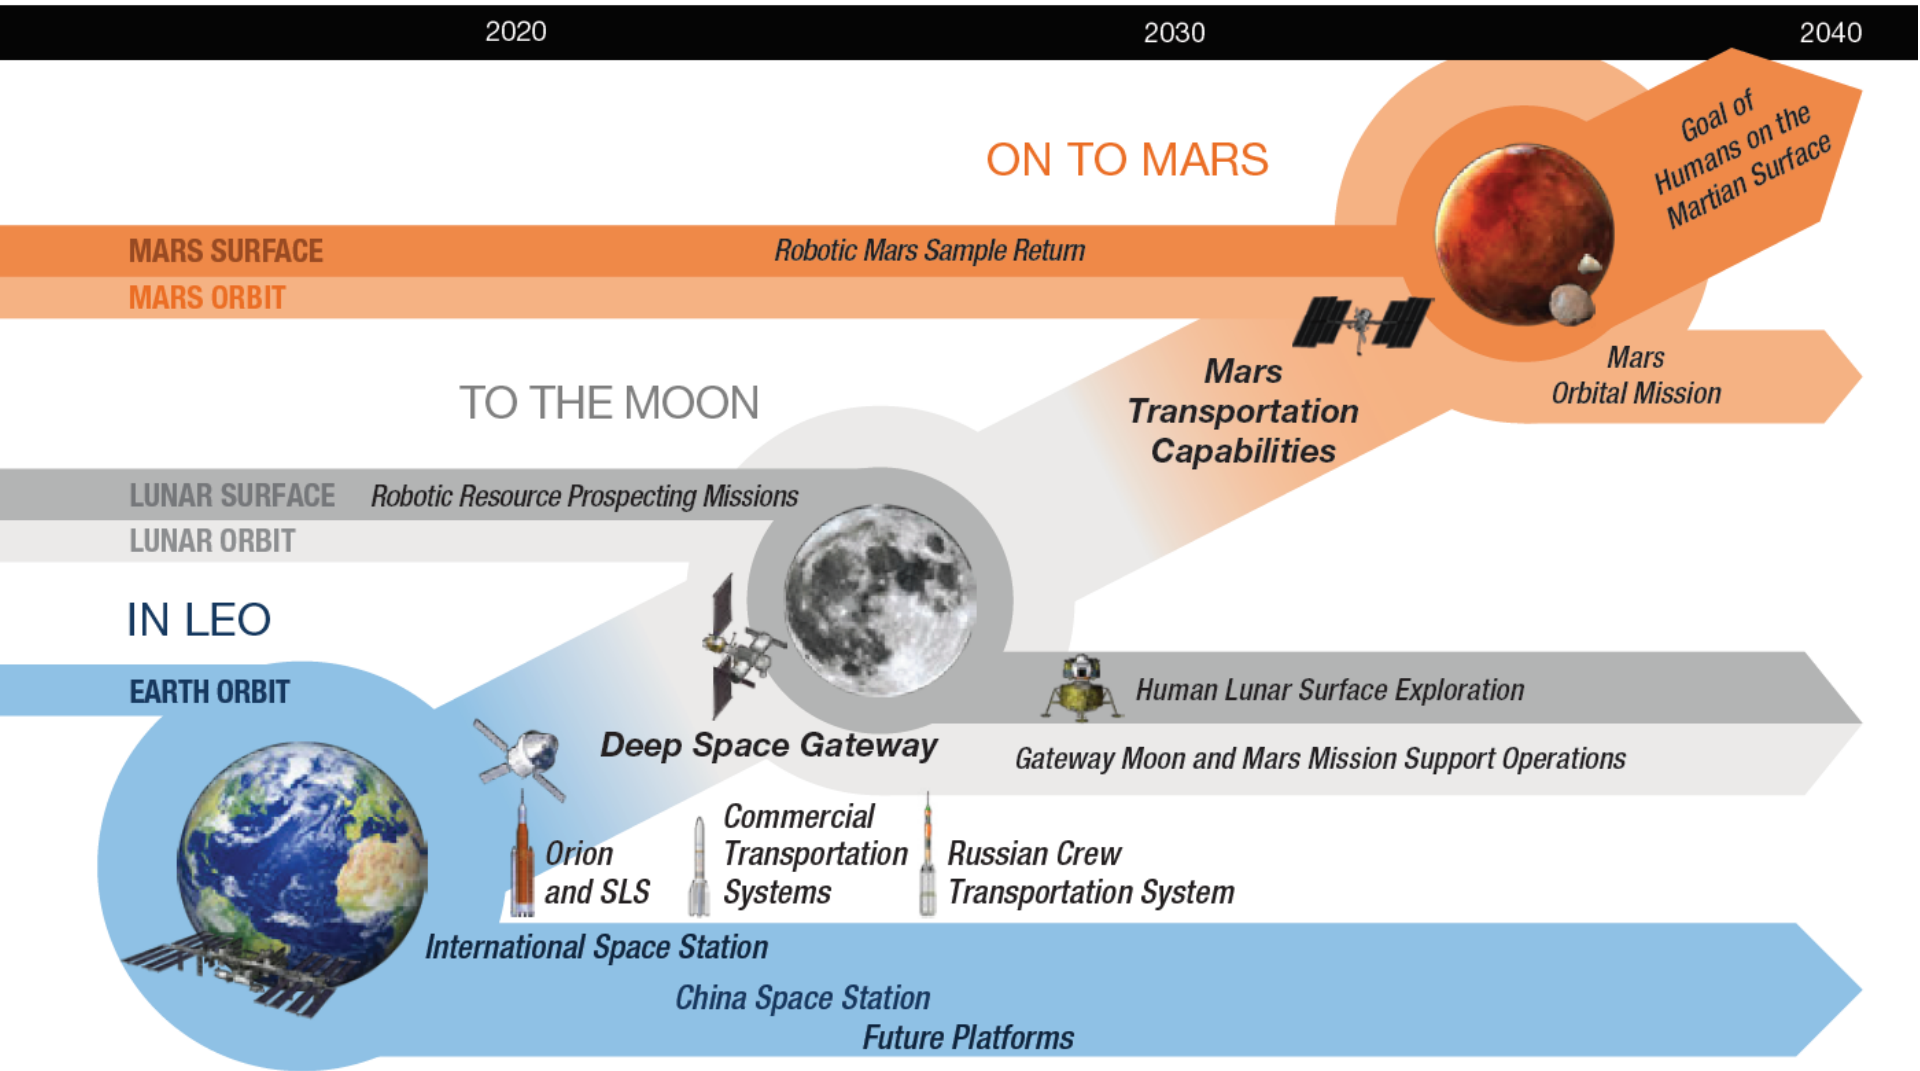 2020
2030
2040
Goal of
Humans on the
Martian Surface
ON TO MARS
MARS SURFACE
Robotic Mars Sample Return
MARS ORBIT
Mars
Orbital Mission
Mars
Transportation
Capabilities
TO THE MOON
LUNAR SURFACE
Robotic Resource Prospecting Missions
LUNAR ORBIT
IN LEO
EARTH ORBIT
Human Lunar Surface Exploration
Deep Space Gateway
Gateway Moon and Mars Mission Support Operations
Orion
and SLS
Commercial
Transportation
Systems
Russian Crew
Transportation System
International Space Station
China Space Station
Future Platforms